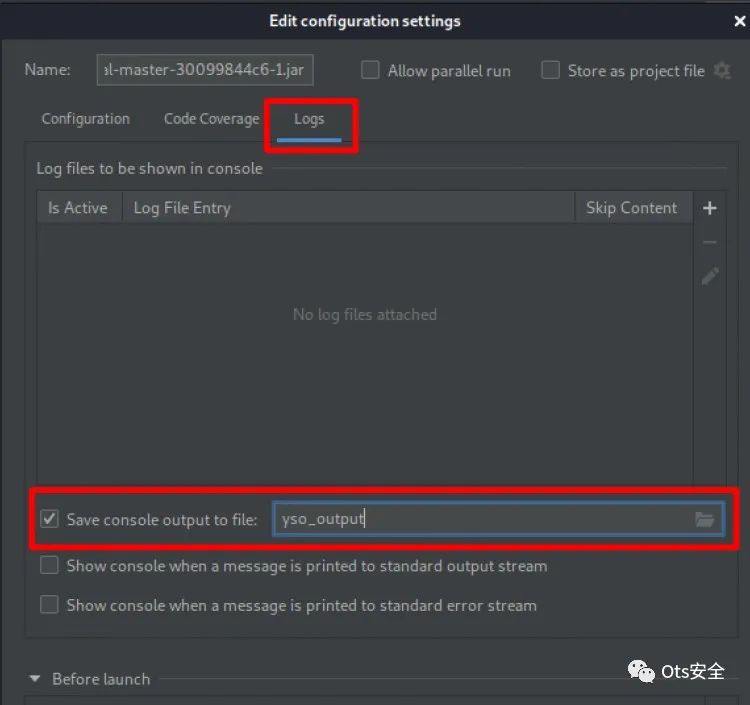 Edit configuration settings
Name: al-master-30099844c6-1.jar Allow parallel run Store as project file
Configuration Code Coverage Logs
Log files to be shown in console
Is Active Log File Entry Skip Content
No log files attached
Save console output to file: yso_output
Show console when a message is printed to standard output stream
Show console when a message is printed to standard error stream
Before launch
Ots安全